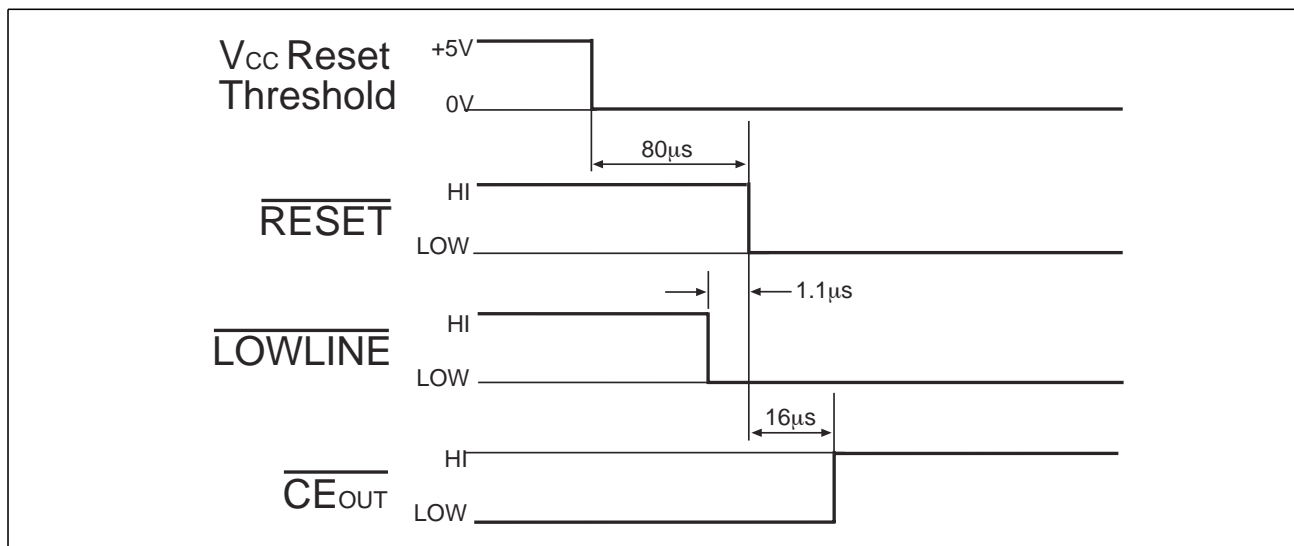 VCC Reset
Threshold
+5V
0V
80μs
RESET
HI
LOW
1.1μs
LOWLINE
HI
LOW
16μs
CEOUT
HI
LOW